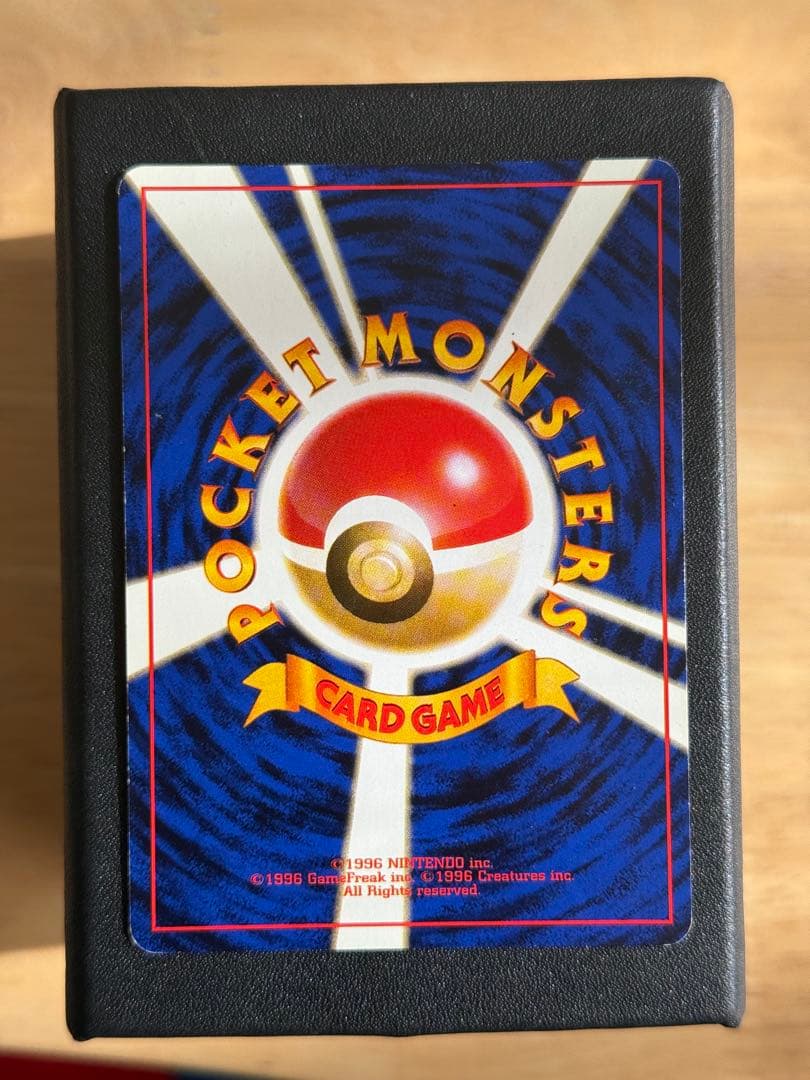 POCKET MONSTERS
CARD GAME
©1996 NINTENDO inc.
©1996 GameFreak inc. ©1996 Creatures inc.
All Rights reserved.